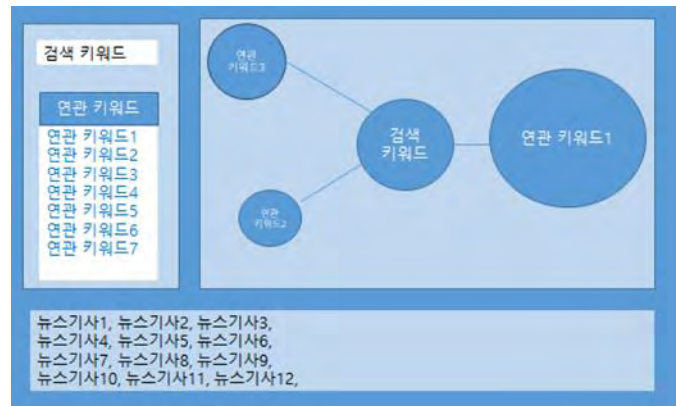 검색 키워드
연관 키워드
연관 키워드1
연관 키워드2
연관 키워드3
연관 키워드4
연관 키워드5
연관 키워드6
연관 키워드7
연관
키워드3
검색
키워드
연관 키워드1
연관
키워드2
뉴스기사1, 뉴스기사2, 뉴스기사3,
뉴스기사4, 뉴스기사5, 뉴스기사6,
뉴스기사7, 뉴스기사8, 뉴스기사9,
뉴스기사10, 뉴스기사11, 뉴스기사12,